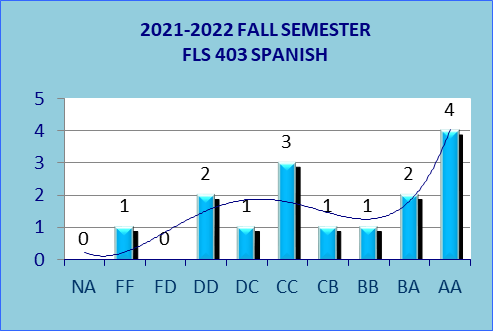 2021-2022 FALL SEMESTER
FLS 403 SPANISH
5
4
3
2
1
0
0 1 0 2 1 3 1 1 2 4
NA FF FD DD DC CC CB BB BA AA